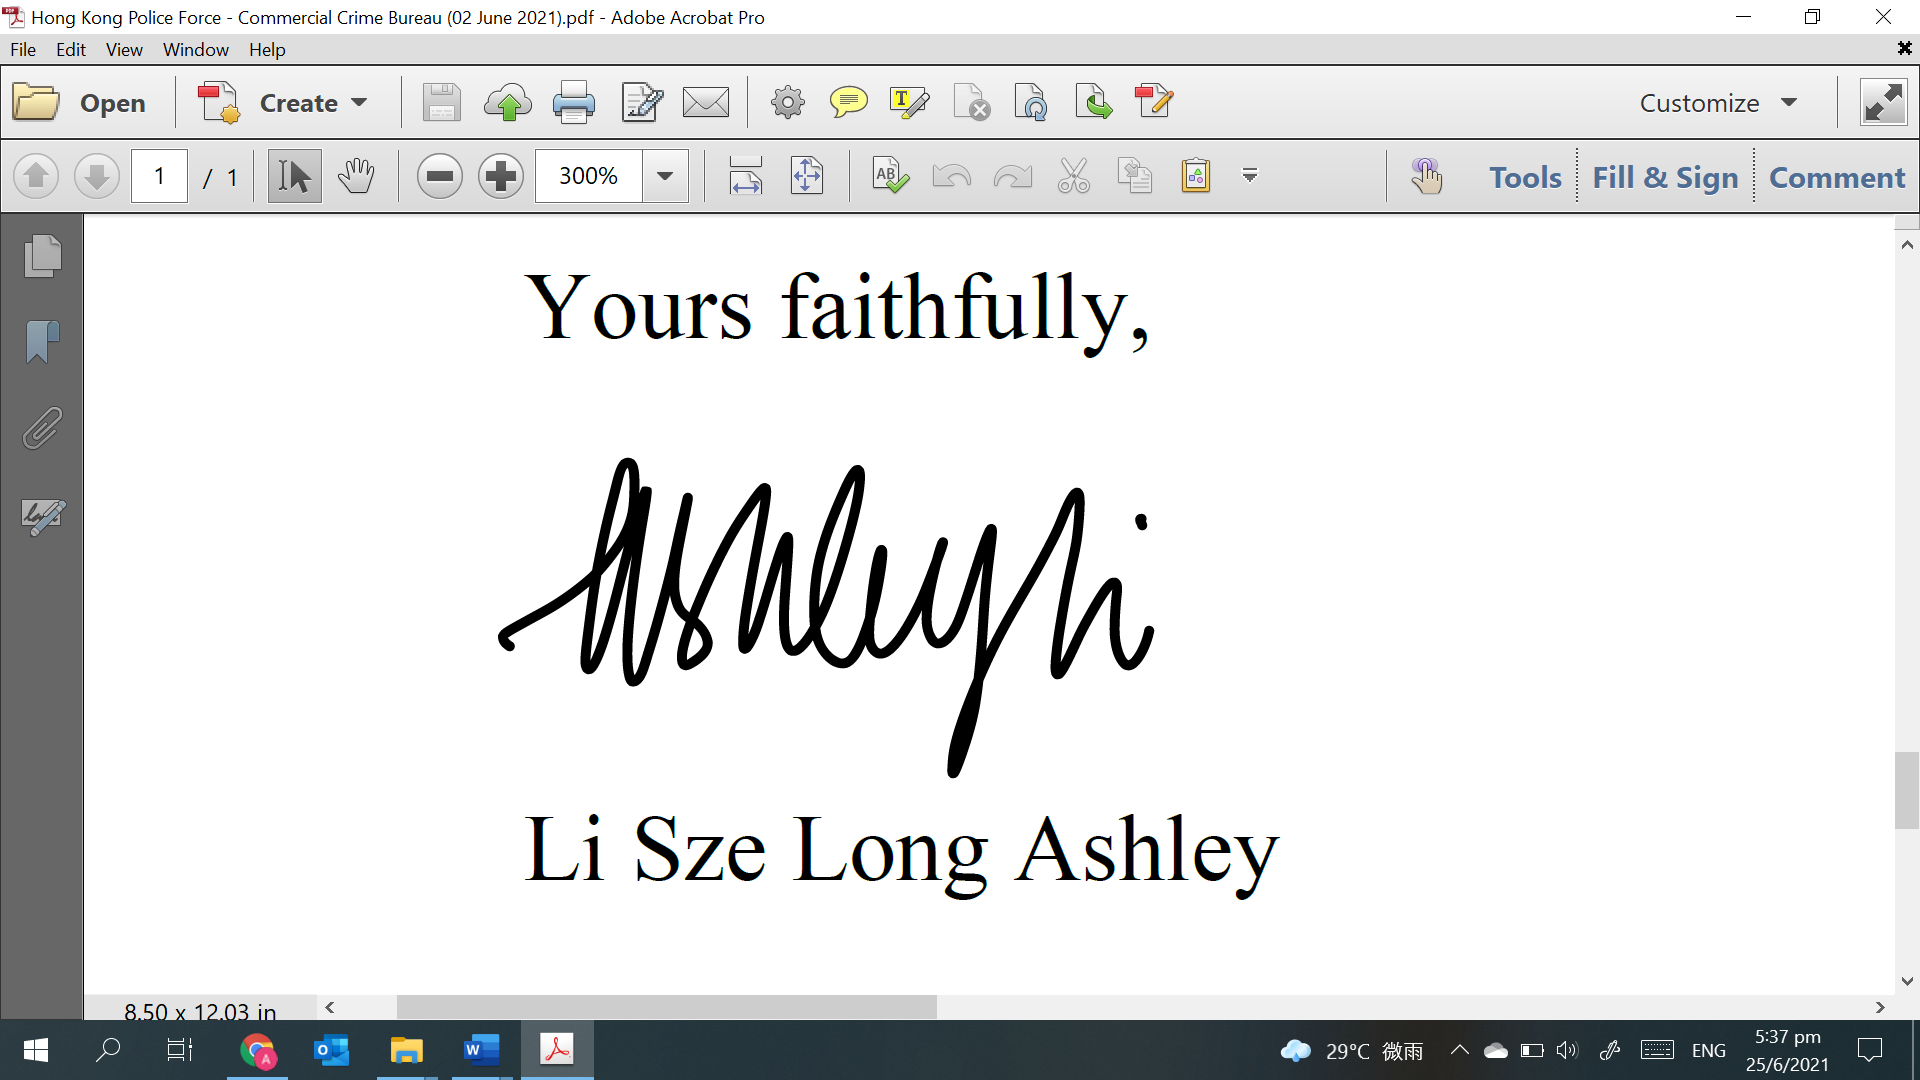 Hong Kong Police Force - Commercial Crime Bureau (02 June 2021).pdf - Adobe Acrobat Pro
File Edit View Window Help
Open Create Customize
1 / 1 300% Tools Fill & Sign Comment
Yours faithfully,
Ashley Li
Li Sze Long Ashley
8.50 x 12.03 in
29°C 微雨 ENG 5:37 pm
25/6/2021